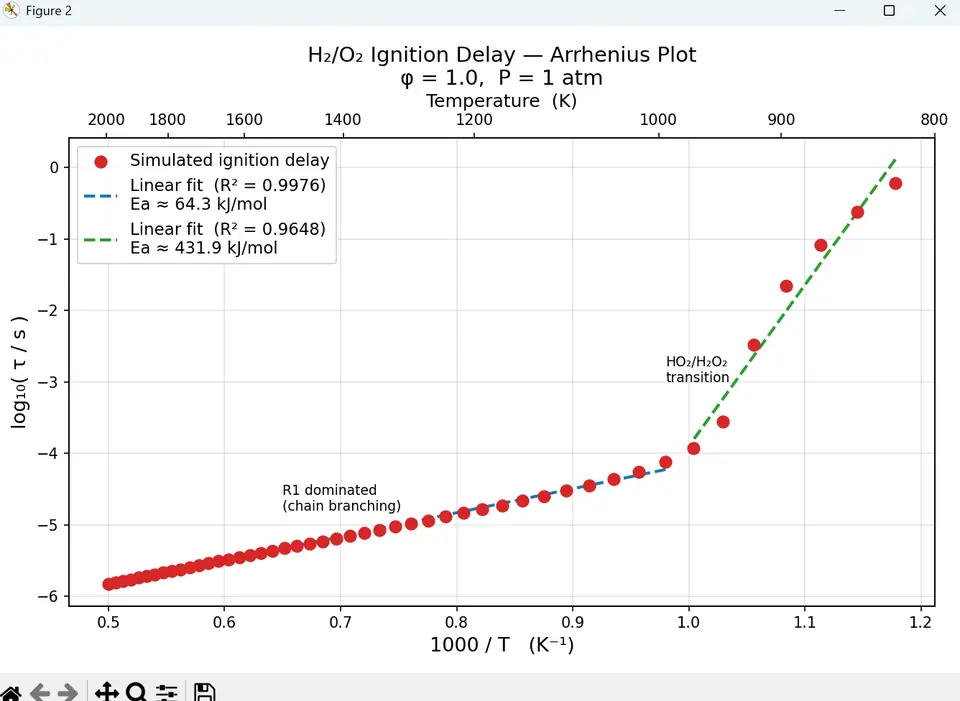 Figure 2
H₂/O₂ Ignition Delay — Arrhenius Plot
φ = 1.0,  P = 1 atm
Temperature  (K)
2000 1800 1600 1400 1200 1000 900 800
Simulated ignition delay
Linear fit  (R² = 0.9976)
Ea ≈ 64.3 kJ/mol
Linear fit  (R² = 0.9648)
Ea ≈ 431.9 kJ/mol
0
−1
−2
−3
−4
−5
−6
log₁₀( τ / s )
HO₂/H₂O₂
transition
R1 dominated
(chain branching)
0.5 0.6 0.7 0.8 0.9 1.0 1.1 1.2
1000 / T   (K⁻¹)